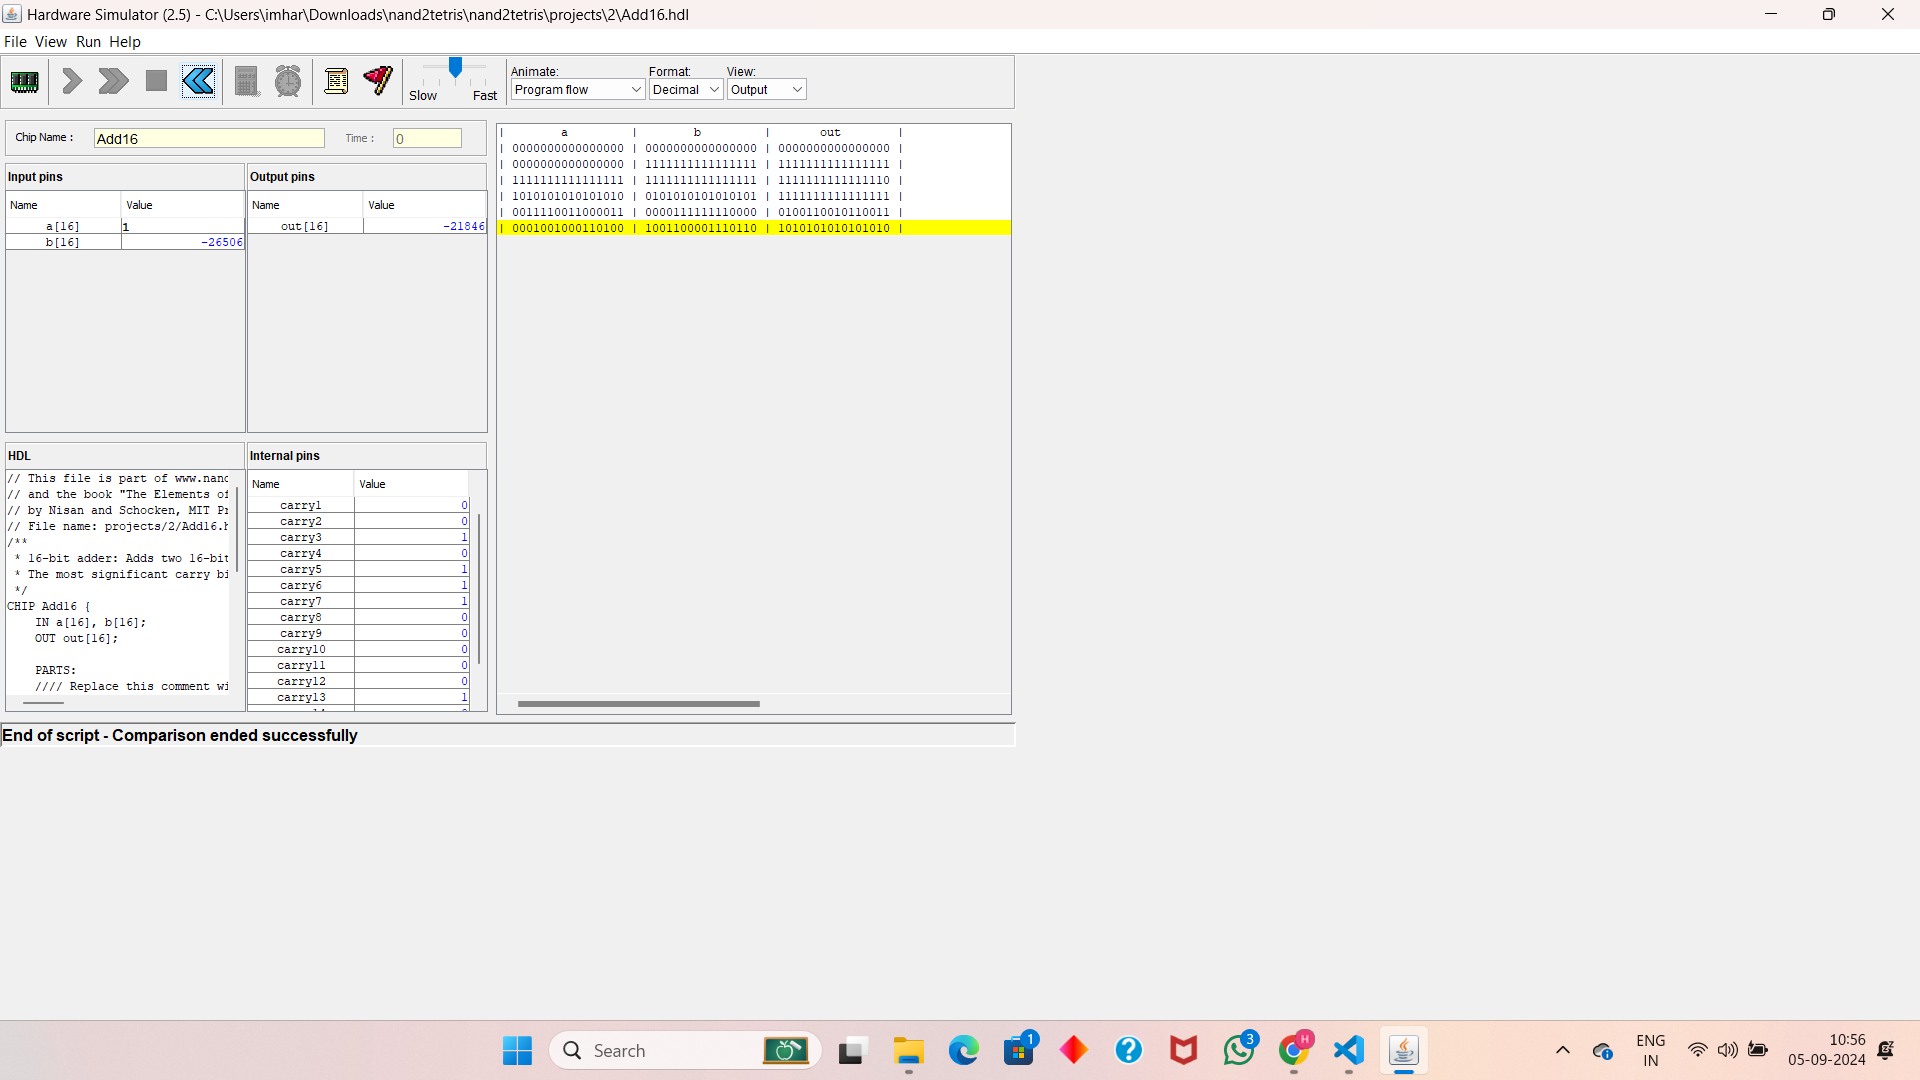 Hardware Simulator (2.5) - C:\Users\imhar\Downloads\nand2tetris\nand2tetris\projects\2\Add16.hdl
File View Run Help
Slow Fast
Animate: Format: View:
Program flow Decimal Output
Chip Name : Add16 Time : 0
Input pins
Name Value
a[16] 1
b[16] -26506
Output pins
Name Value
out[16] -21846
| a | b | out |
| 0000000000000000 | 0000000000000000 | 0000000000000000 |
| 0000000000000000 | 1111111111111111 | 1111111111111111 |
| 1111111111111111 | 1111111111111111 | 1111111111111110 |
| 1010101010101010 | 0101010101010101 | 1111111111111111 |
| 0011110011000011 | 0000111111110000 | 0100110010110011 |
| 0001001000110100 | 1001100001110110 | 1010101010101010 |
HDL
// This file is part of www.nand
// and the book "The Elements of
// by Nisan and Schocken, MIT Pr
// File name: projects/2/Add16.h
/**
* 16-bit adder: Adds two 16-bit
* The most significant carry bi
*/
CHIP Add16 {
IN a[16], b[16];
OUT out[16];
PARTS:
//// Replace this comment wi
Internal pins
Name Value
carry1 0
carry2 0
carry3 1
carry4 0
carry5 1
carry6 1
carry7 1
carry8 0
carry9 0
carry10 0
carry11 0
carry12 0
carry13 1
End of script - Comparison ended successfully
Search
1
3
H
ENG
IN
10:56
05-09-2024